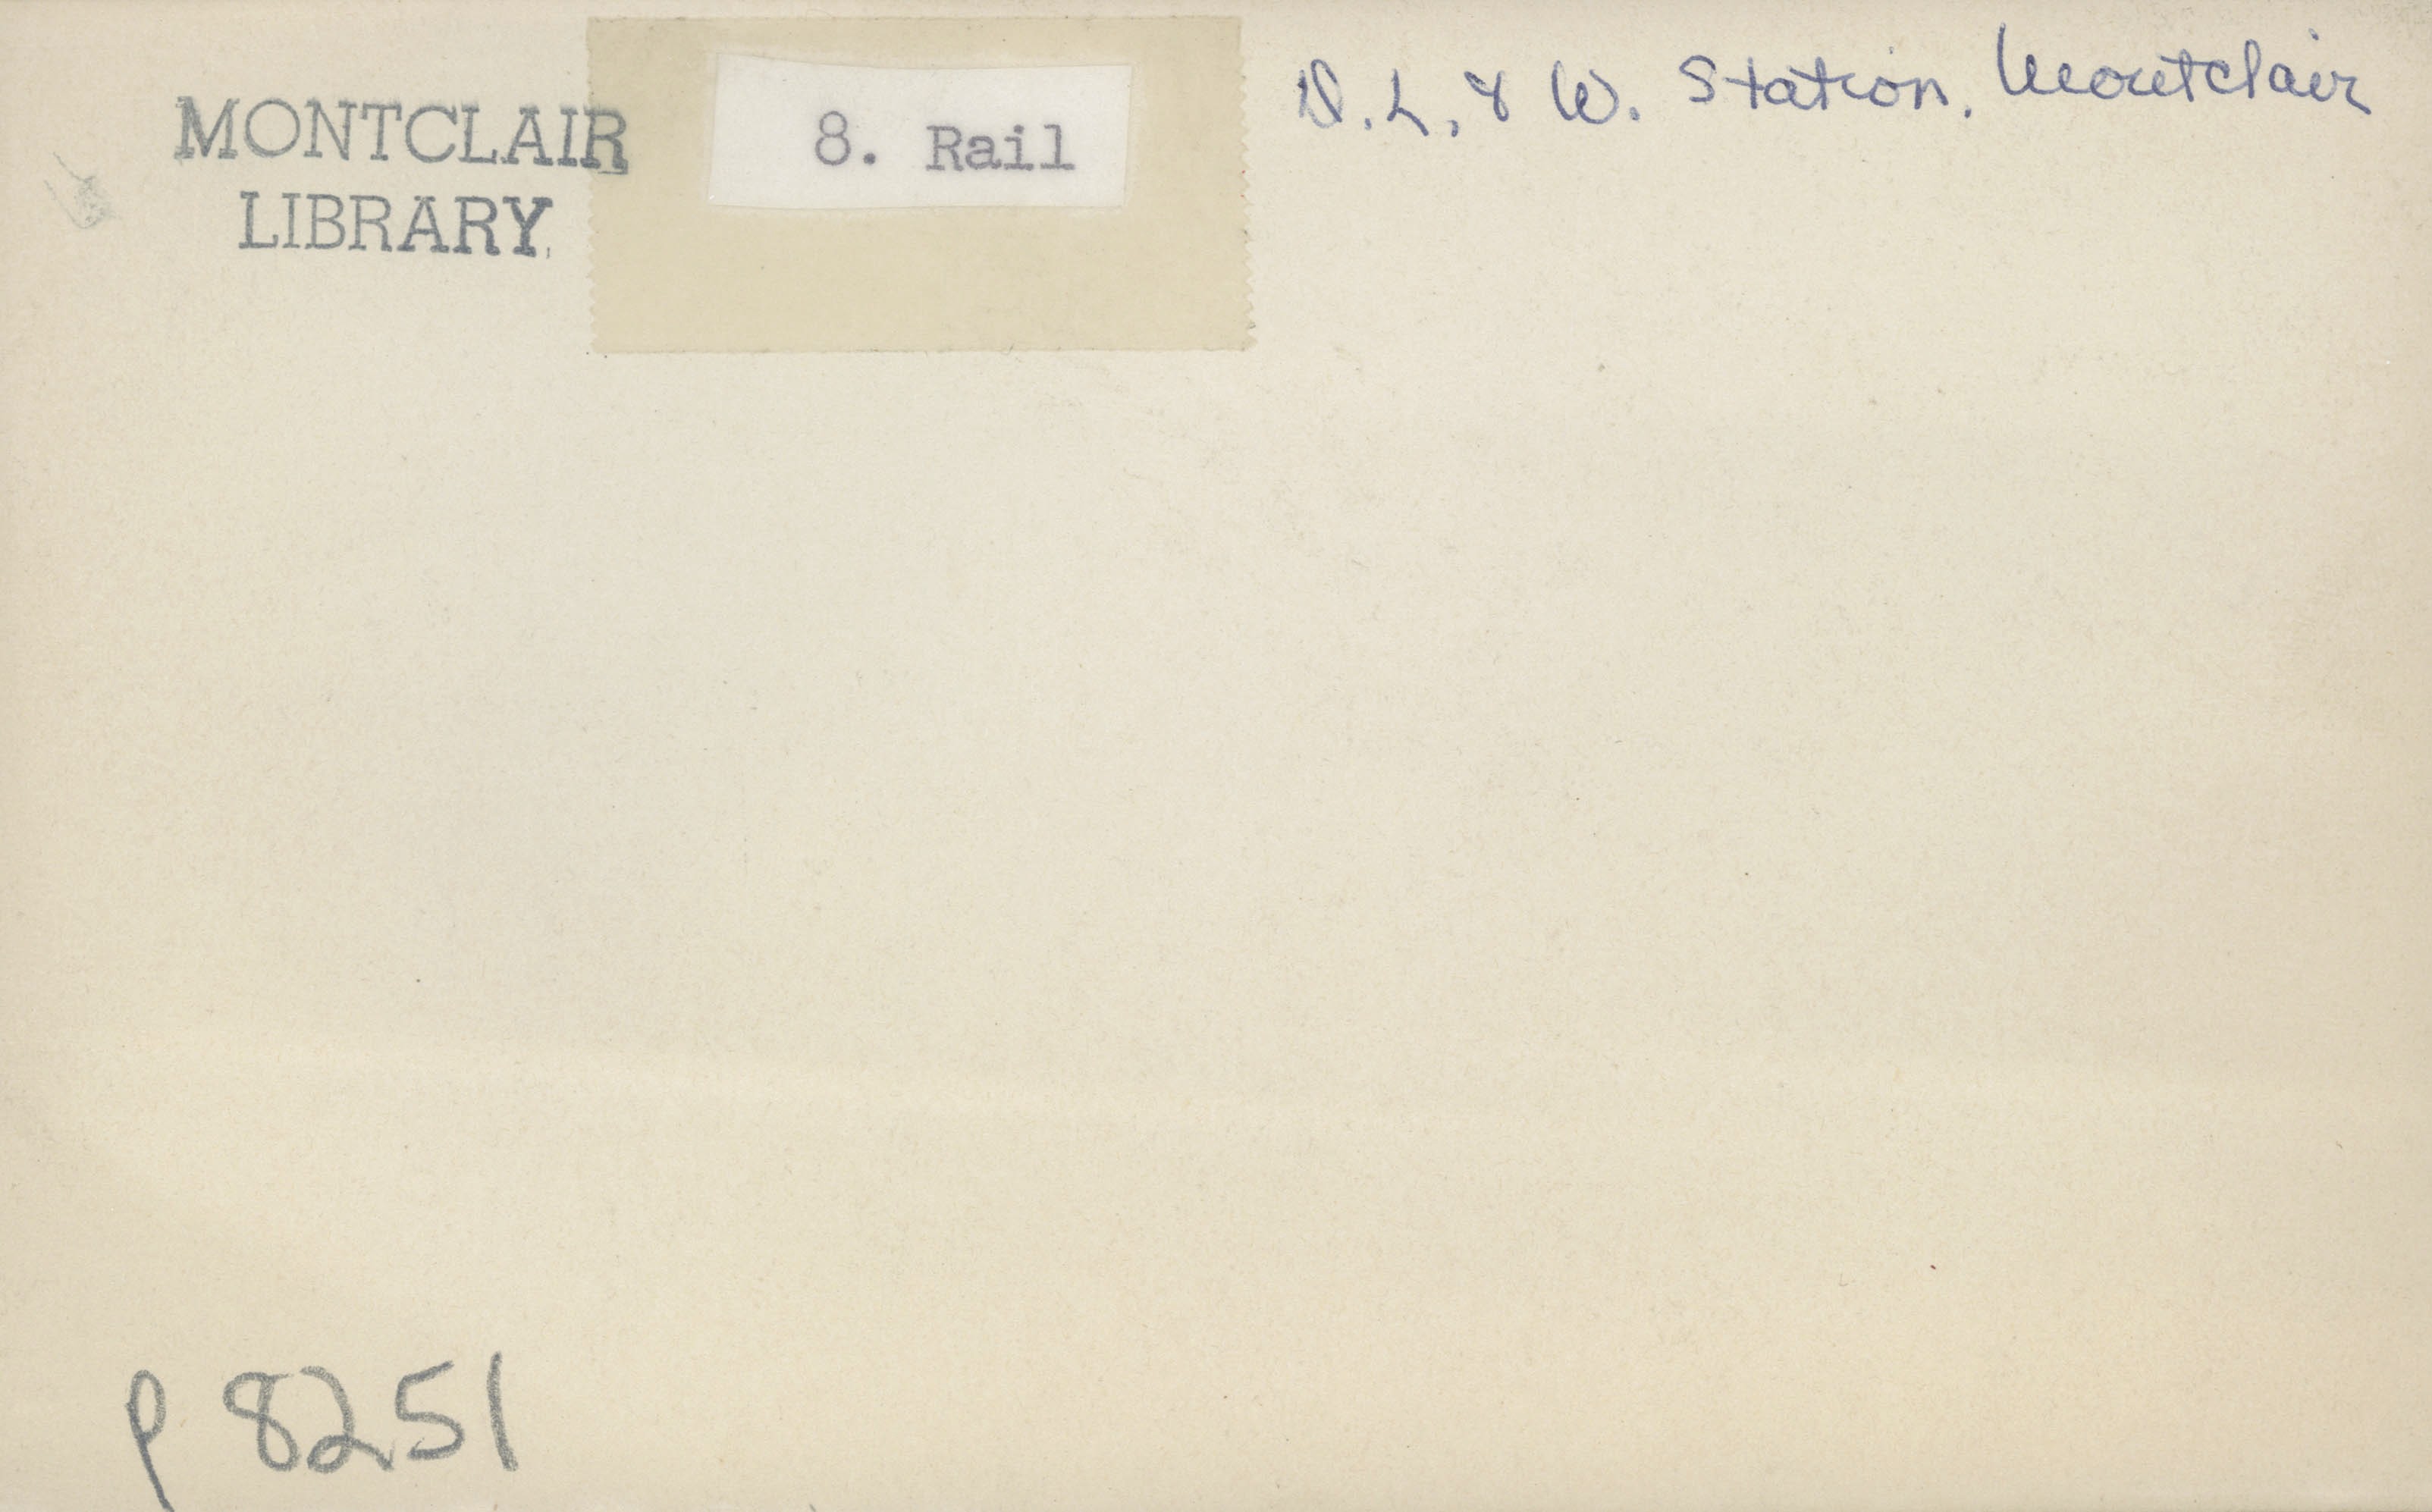 MONTCLAIR
LIBRARY
8. Rail
D. L. & W. Station. Montclair
p 8251